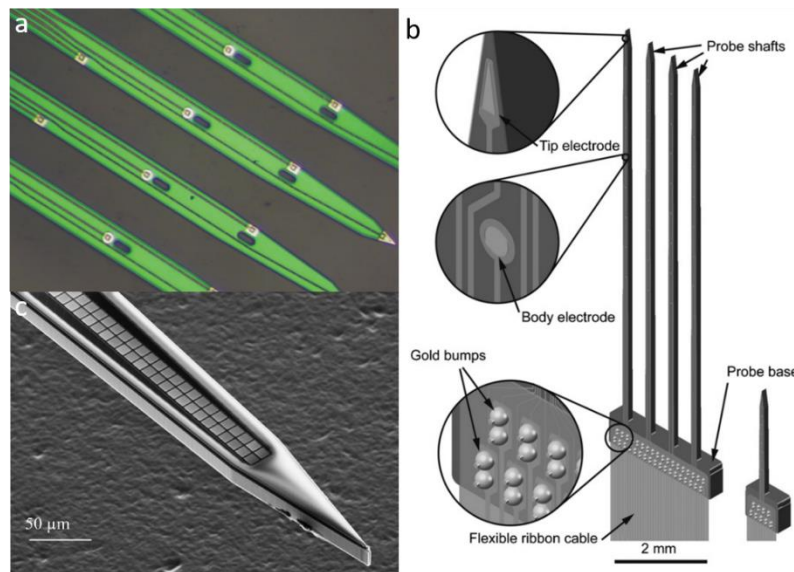 a
b
Probe shafts
Tip electrode
Body electrode
Gold bumps
Probe base
Flexible ribbon cable
2 mm
c
50 µm